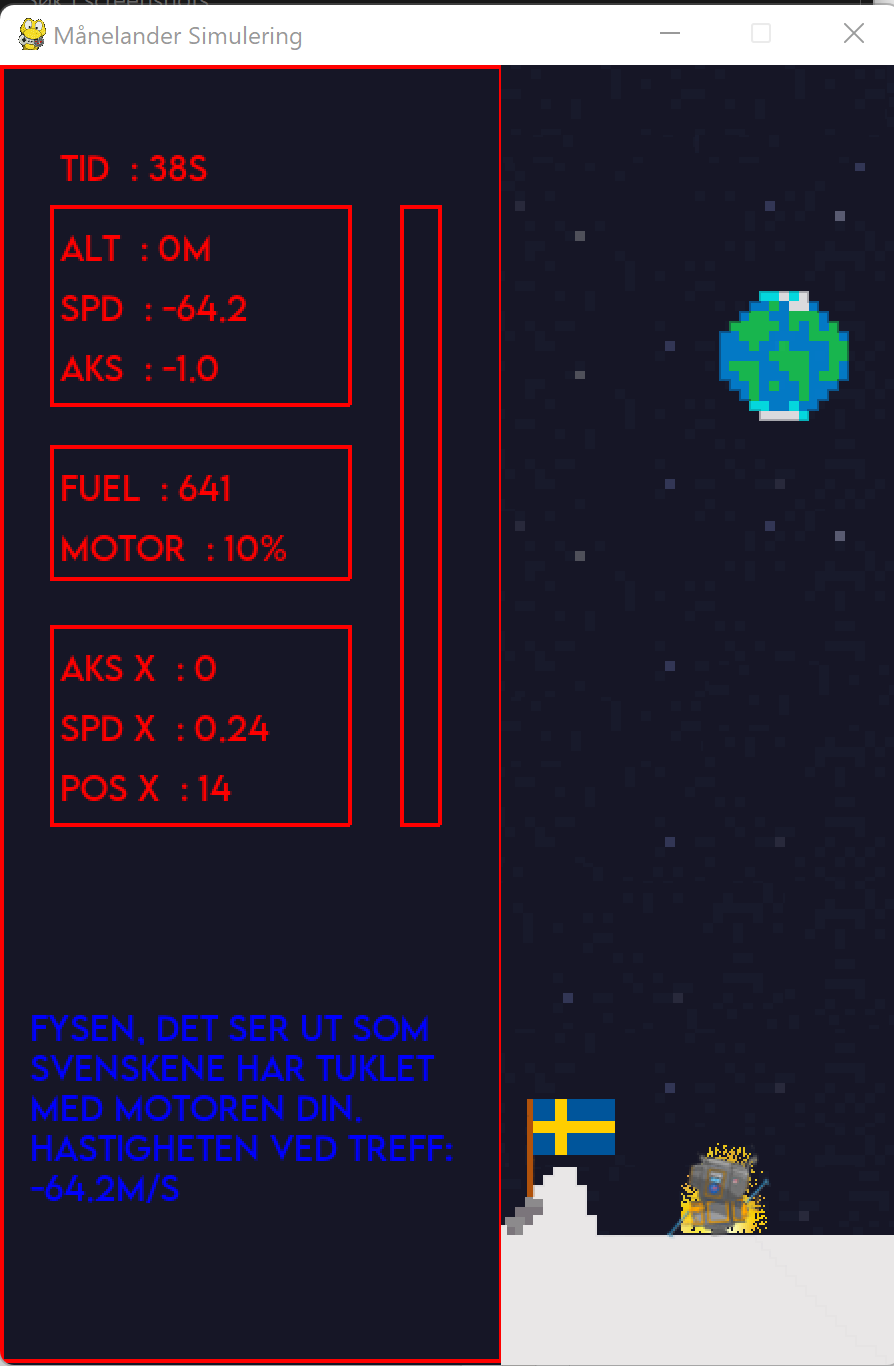 Månelander Simulering
TID : 38S
ALT : 0M
SPD : -64.2
AKS : -1.0
FUEL : 641
MOTOR : 10%
AKS X : 0
SPD X : 0.24
POS X : 14
FYSEN, DET SER UT SOM
SVENSKENE HAR TUKLET
MED MOTOREN DIN.
HASTIGHETEN VED TREFF:
-64.2M/S